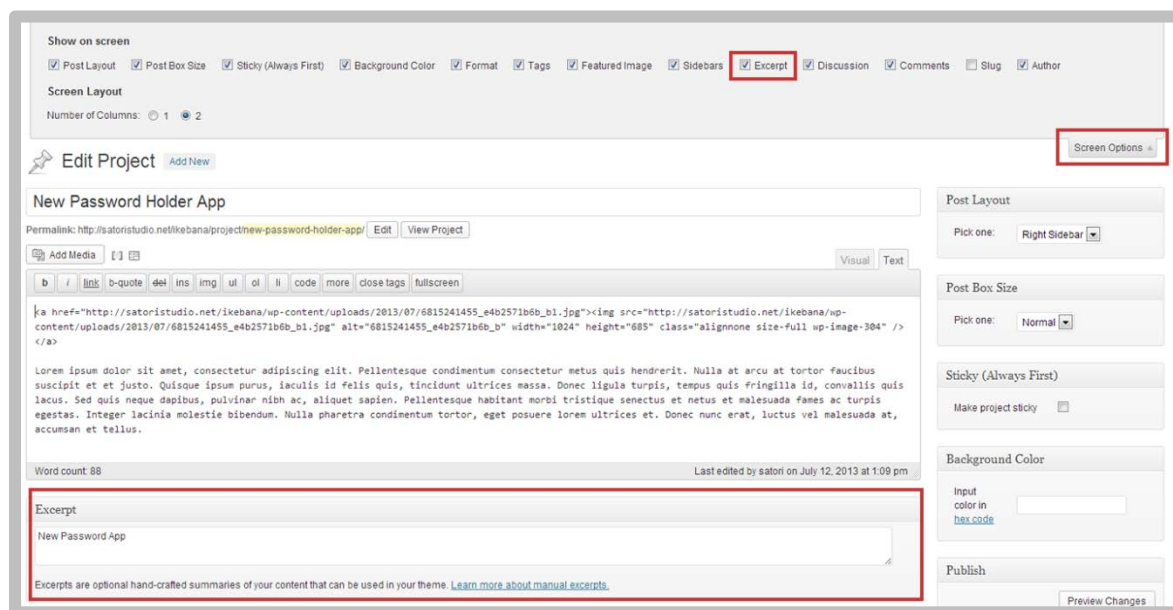 Show on screen
Post Layout Post Box Size Sticky (Always First) Background Color Format Tags Featured Image Sidebars Excerpt Discussion Comments Slug Author
Screen Layout
Number of Columns: 1 2
Screen Options
Edit Project Add New
New Password Holder App
Permalink: http://satoristudio.net/ikebana/project/new-password-holder-app/ Edit View Project
Add Media
Visual Text
b i link b-quote del ins img ul ol li code more close tags fullscreen
<a href="http://satoristudio.net/ikebana/wp-content/uploads/2013/07/6815241455_e4b2571b6b_b1.jpg"><img src="http://satoristudio.net/ikebana/wp-
content/uploads/2013/07/6815241455_e4b2571b6b_b1.jpg" alt="6815241455_e4b2571b6b_b" width="1024" height="685" class="alignnone size-full wp-image-304" />
</a>
Lorem ipsum dolor sit amet, consectetur adipiscing elit. Pellentesque condimentum consectetur metus quis hendrerit. Nulla at arcu at tortor faucibus
suscipit et et justo. Quisque ipsum purus, iaculis id felis quis, tincidunt ultrices massa. Donec ligula turpis, tempus quis fringilla id, convallis quis
lacus. Sed quis neque dapibus, pulvinar nibh ac, aliquet sapien. Pellentesque habitant morbi tristique senectus et netus et malesuada fames ac turpis
egestas. Integer lacinia molestie bibendum. Nulla pharetra condimentum tortor, eget posuere lorem ultrices et. Donec nunc erat, luctus vel malesuada at,
accumsan et tellus.
Word count: 88
Last edited by satori on July 12, 2013 at 1:09 pm
Excerpt
New Password App
Excerpts are optional hand-crafted summaries of your content that can be used in your theme. Learn more about manual excerpts.
Post Layout
Pick one: Right Sidebar
Post Box Size
Pick one: Normal
Sticky (Always First)
Make project sticky
Background Color
Input
color in
hex code
Publish
Preview Changes